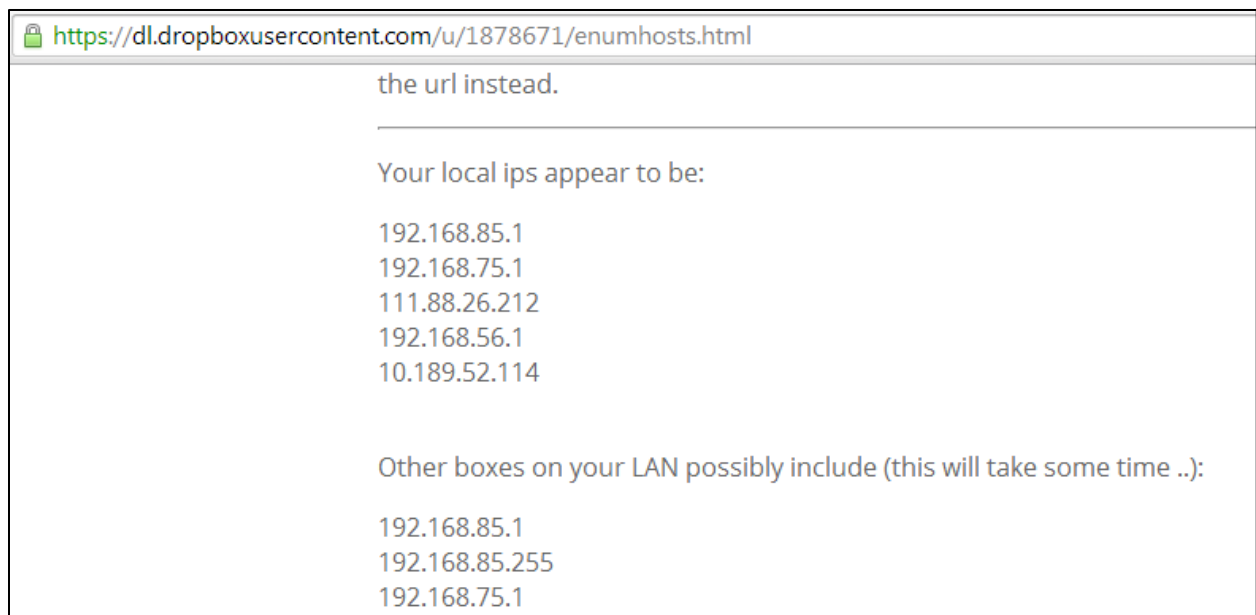 https://dl.dropboxusercontent.com/u/1878671/enumhosts.html
the url instead.
Your local ips appear to be:
192.168.85.1
192.168.75.1
111.88.26.212
192.168.56.1
10.189.52.114
Other boxes on your LAN possibly include (this will take some time ..):
192.168.85.1
192.168.85.255
192.168.75.1